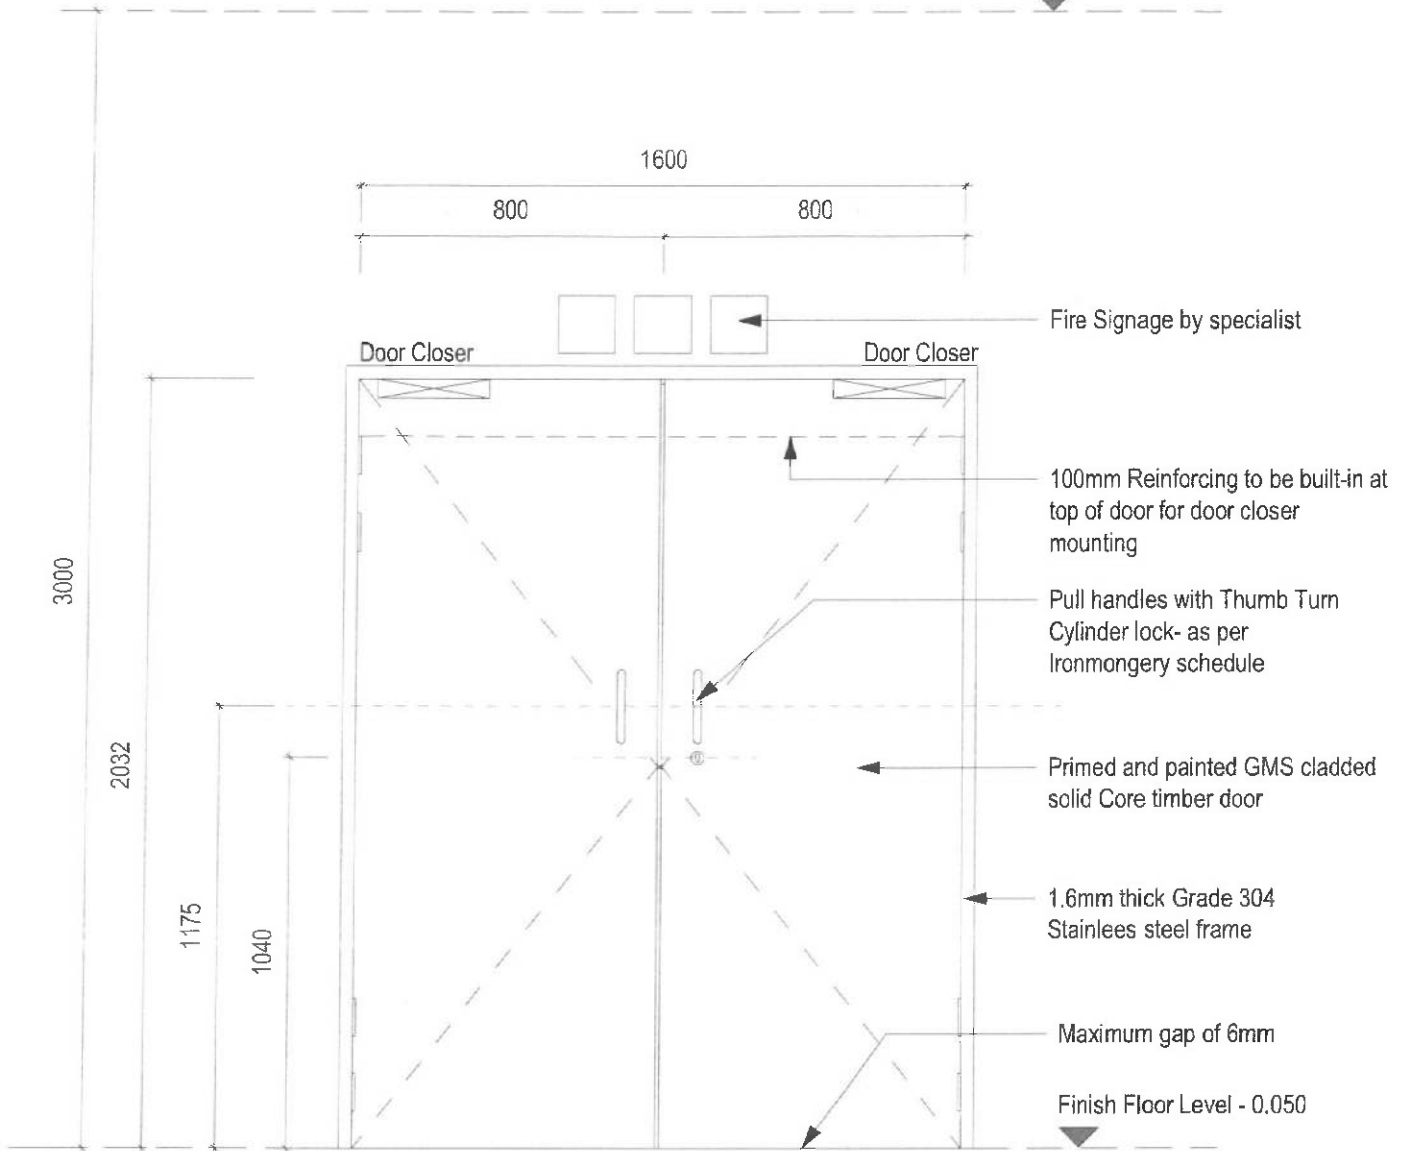 1600
800
800
Fire Signage by specialist
Door Closer
Door Closer
100mm Reinforcing to be built-in at
top of door for door closer
mounting
3000
Pull handles with Thumb Turn
Cylinder lock- as per
Ironmongery schedule
2032
Primed and painted GMS cladded
solid Core timber door
1175
1040
1.6mm thick Grade 304
Stainlees steel frame
Maximum gap of 6mm
Finish Floor Level - 0.050